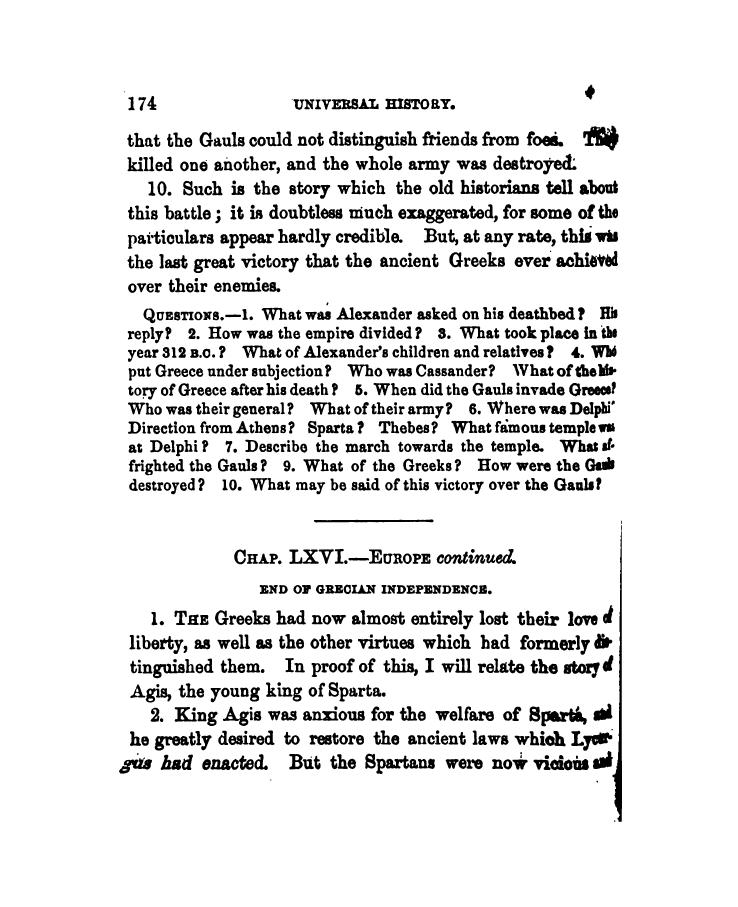 174 UNIVERSAL HISTORY.
that the Gauls could not distinguish friends from foes. They
killed one another, and the whole army was destroyed.
10. Such is the story which the old historians tell about
this battle; it is doubtless much exaggerated, for some of the
particulars appear hardly credible. But, at any rate, this was
the last great victory that the ancient Greeks ever achieved
over their enemies.
QUESTIONS.—1. What was Alexander asked on his deathbed? His
reply? 2. How was the empire divided? 3. What took place in the
year 312 B.C.? What of Alexander's children and relatives? 4. Who
put Greece under subjection? Who was Cassander? What of the his-
tory of Greece after his death? 5. When did the Gauls invade Greece?
Who was their general? What of their army? 6. Where was Delphi?
Direction from Athens? Sparta? Thebes? What famous temple was
at Delphi? 7. Describe the march towards the temple. What af-
frighted the Gauls? 9. What of the Greeks? How were the Gauls
destroyed? 10. What may be said of this victory over the Gauls?
CHAP. LXVI.—EUROPE continued.
END OF GRECIAN INDEPENDENCE.
1. THE Greeks had now almost entirely lost their love of
liberty, as well as the other virtues which had formerly dis-
tinguished them. In proof of this, I will relate the story of
Agis, the young king of Sparta.
2. King Agis was anxious for the welfare of Sparta, and
he greatly desired to restore the ancient laws which Lycur-
gus had enacted. But the Spartans were now vicious and